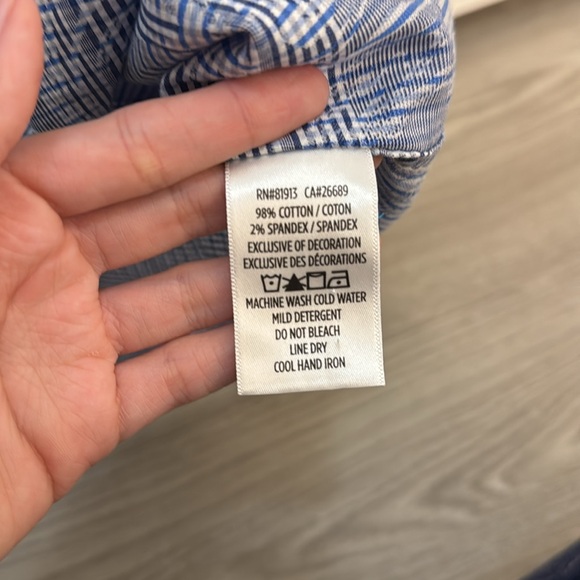 RN#81913 CA#26689
98% COTTON / COTON
2% SPANDEX / SPANDEX
EXCLUSIVE OF DECORATION
EXCLUSIVE DES DÉCORATIONS
MACHINE WASH COLD WATER
MILD DETERGENT
DO NOT BLEACH
LINE DRY
COOL HAND IRON